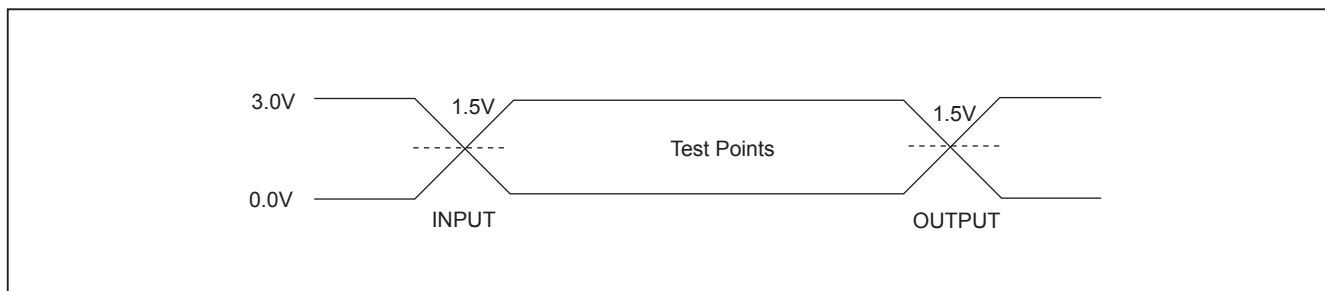 3.0V
1.5V
1.5V
Test Points
0.0V
INPUT
OUTPUT